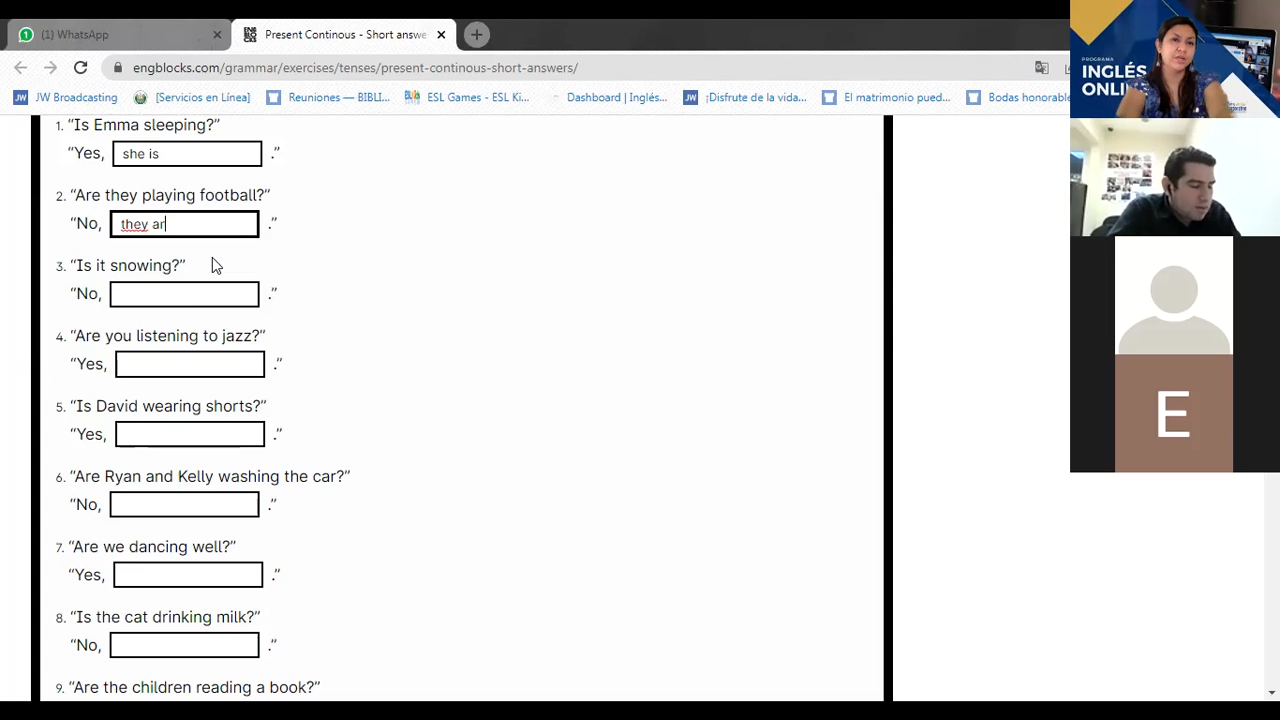 (1) WhatsApp
Present Continous - Short answe
engblocks.com/grammar/exercises/tenses/present-continous-short-answers/
JW Broadcasting
[Servicios en Línea]
Reuniones — BIBLI...
ESL Games - ESL Ki...
Dashboard | Inglés...
¡Disfrute de la vida...
El matrimonio pued...
Bodas honorable
PROGRAMA
INGLÉS
ONLIN
1. “Is Emma sleeping?”
“Yes, she is .”
2. “Are they playing football?”
“No, they ar .”
3. “Is it snowing?”
“No, .”
4. “Are you listening to jazz?”
“Yes, .”
5. “Is David wearing shorts?”
“Yes, .”
6. “Are Ryan and Kelly washing the car?”
“No, .”
7. “Are we dancing well?”
“Yes, .”
8. “Is the cat drinking milk?”
“No, .”
9. “Are the children reading a book?”
E